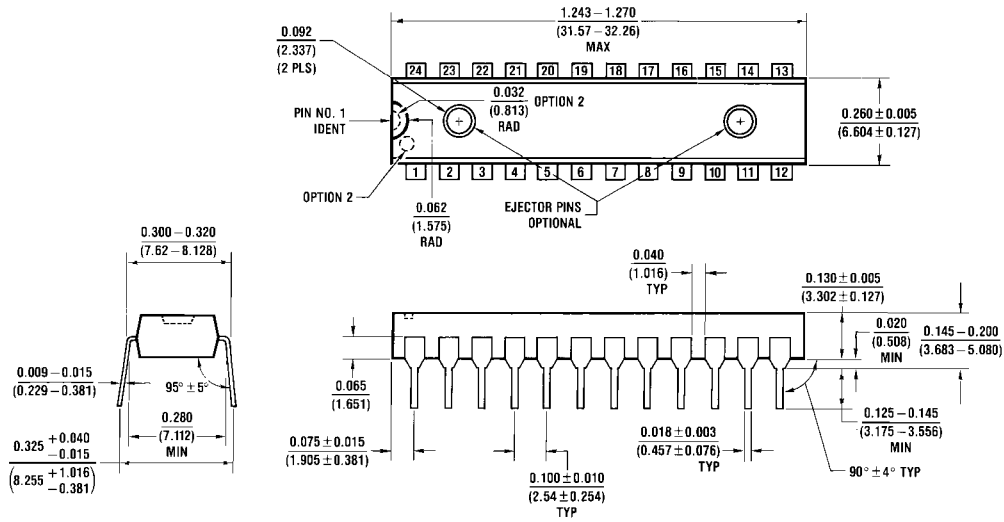 1.243 – 1.270
(31.57 – 32.26)
MAX
0.092
(2.337)
(2 PLS)
24 23 22 21 20 19 18 17 16 15 14 13
0.032
(0.813)
RAD
OPTION 2
PIN NO. 1
IDENT
0.260 ± 0.005
(6.604 ± 0.127)
1 2 3 4 5 6 7 8 9 10 11 12
OPTION 2
0.062
(1.575)
RAD
EJECTOR PINS
OPTIONAL
0.300 – 0.320
(7.62 – 8.128)
0.040
(1.016)
TYP
0.130 ± 0.005
(3.302 ± 0.127)
0.020
(0.508)
MIN
0.145 – 0.200
(3.683 – 5.080)
0.009 – 0.015
(0.229 – 0.381)
95° ± 5°
0.065
(1.651)
0.280
(7.112)
MIN
0.125 – 0.145
(3.175 – 3.556)
MIN
0.325 +0.040 –0.015
(8.255 +1.016 –0.381)
0.075 ± 0.015
(1.905 ± 0.381)
0.018 ± 0.003
(0.457 ± 0.076)
TYP
90° ± 4° TYP
0.100 ± 0.010
(2.54 ± 0.254)
TYP